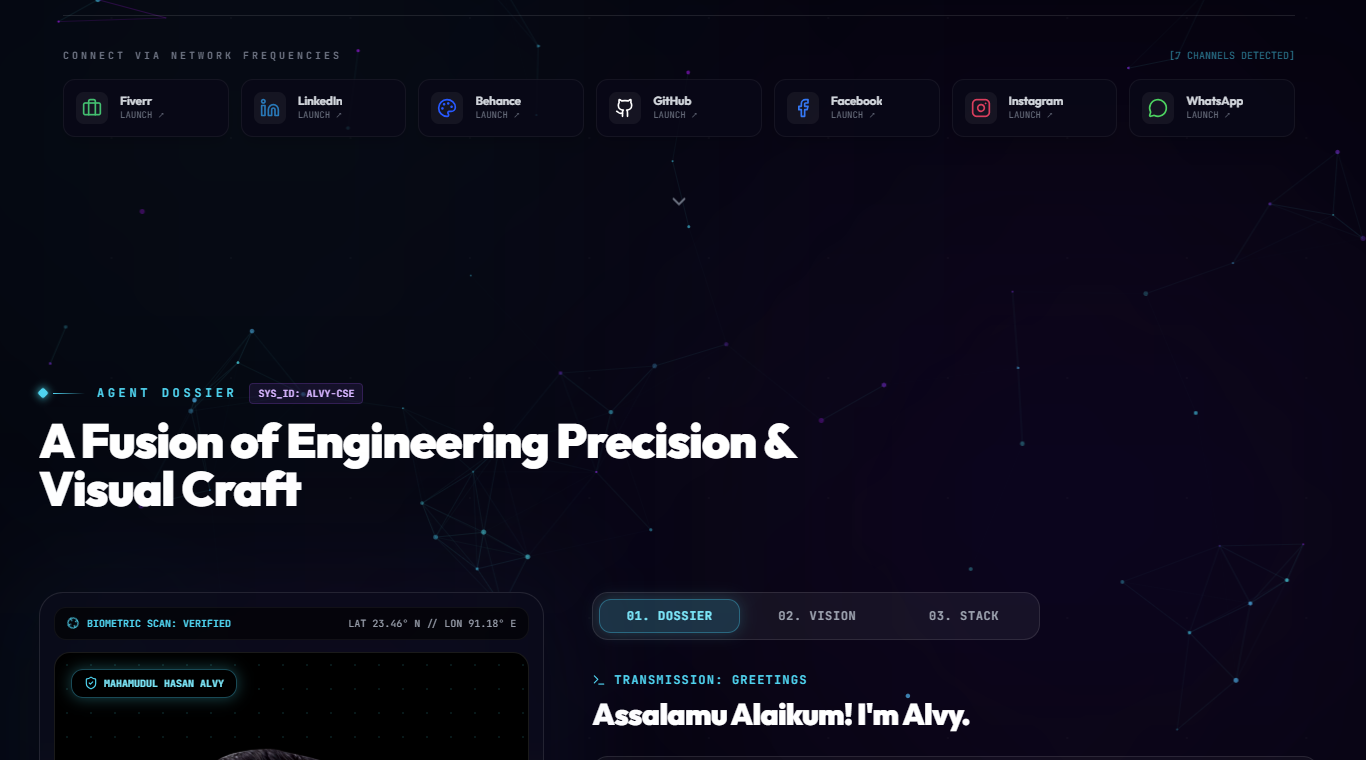 CONNECT VIA NETWORK FREQUENCIES
[7 CHANNELS DETECTED]
Fiverr
LAUNCH ↗
LinkedIn
LAUNCH ↗
Behance
LAUNCH ↗
GitHub
LAUNCH ↗
Facebook
LAUNCH ↗
Instagram
LAUNCH ↗
WhatsApp
LAUNCH ↗
AGENT DOSSIER
SYS_ID: ALVY-CSE
A Fusion of Engineering Precision &
Visual Craft
BIOMETRIC SCAN: VERIFIED
LAT 23.46° N // LON 91.18° E
MAHAMUDUL HASAN ALVY
01. DOSSIER
02. VISION
03. STACK
TRANSMISSION: GREETINGS
Assalamu Alaikum! I'm Alvy.